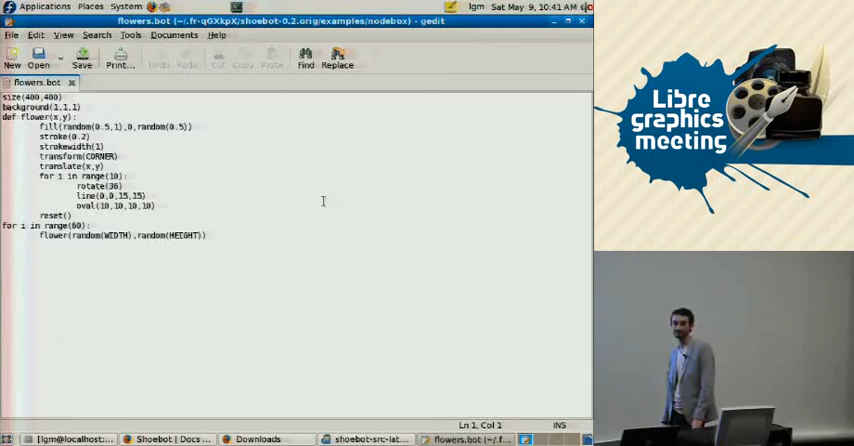 Applications Places System
lgm Sat May 9, 10:41 AM
flowers.bot (~/.fr-qGXkpX/shoebot-0.2.orig/examples/nodebox) - gedit
File Edit View Search Tools Documents Help
New Open Save Print... Undo Redo Cut Copy Paste Find Replace
flowers.bot
size(400,400)
background(1,1,1)
def flower(x,y):
fill(random(0.5,1),0,random(0.5))
stroke(0.2)
strokewidth(1)
transform(CORNER)
translate(x,y)
for i in range(10):
rotate(36)
line(0,0,15,15)
oval(10,10,10,10)
reset()
for i in range(60):
flower(random(WIDTH),random(HEIGHT))
Ln 1, Col 1 INS
[lgm@localhost:... Shoebot | Docs ... Downloads shoebot-src-lat... flowers.bot (~/.f...
Libre
graphics
meeting